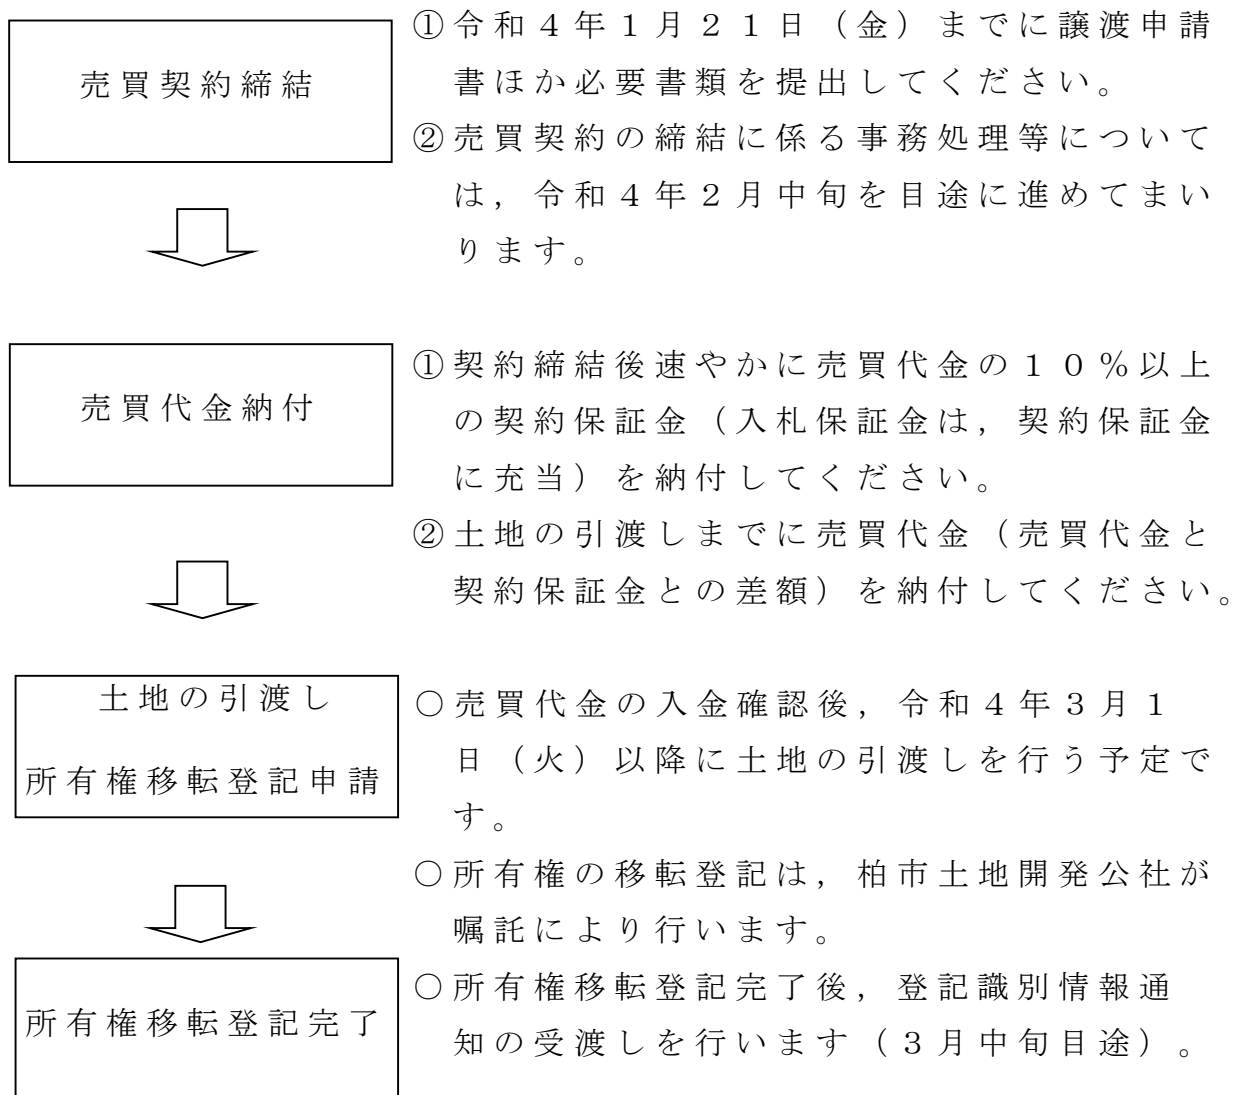 売買契約締結
①令和４年１月２１日（金）までに譲渡申請
書ほか必要書類を提出してください。
②売買契約の締結に係る事務処理等について
は，令和４年２月中旬を目途に進めてまい
ります。
売買代金納付
①契約締結後速やかに売買代金の１０％以上
の契約保証金（入札保証金は，契約保証金
に充当）を納付してください。
②土地の引渡しまでに売買代金（売買代金と
契約保証金との差額）を納付してください。
土地の引渡し
所有権移転登記申請
○売買代金の入金確認後，令和４年３月１
日（火）以降に土地の引渡しを行う予定で
す。
○所有権の移転登記は，柏市土地開発公社が
嘱託により行います。
所有権移転登記完了
○所有権移転登記完了後，登記識別情報通
知の受渡しを行います（３月中旬目途）。